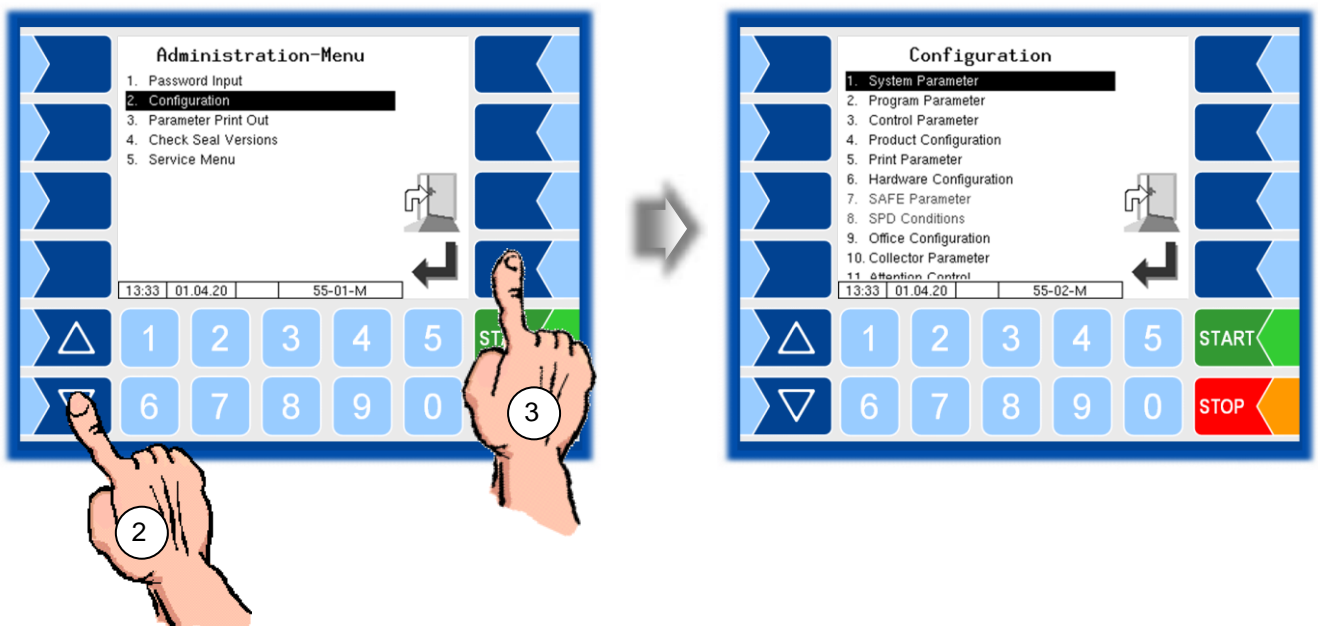 Administration-Menu
1. Password Input
2. Configuration
3. Parameter Print Out
4. Check Seal Versions
5. Service Menu
13:33 01.04.20 55-01-M
1 2 3 4 5 ST
6 7 8 9 0
2
3
Configuration
1. System Parameter
2. Program Parameter
3. Control Parameter
4. Product Configuration
5. Print Parameter
6. Hardware Configuration
7. SAFE Parameter
8. SPD Conditions
9. Office Configuration
10. Collector Parameter
11. Attention Control
13:33 01.04.20 55-02-M
1 2 3 4 5 START
6 7 8 9 0 STOP